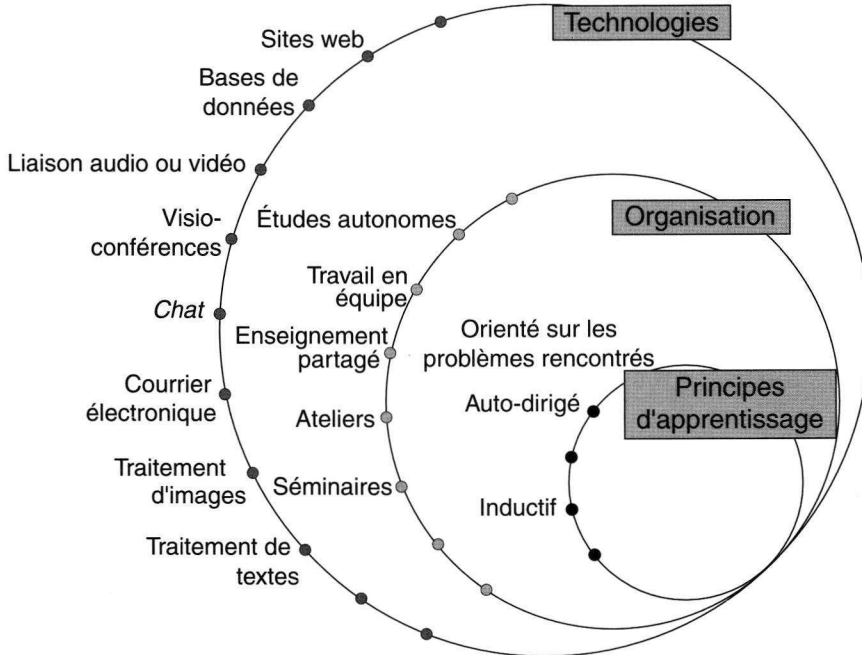 Technologies
Sites web
Bases de
données
Liaison audio ou vidéo
Visio-
conférences
Chat
Courrier
électronique
Traitement
d'images
Traitement de
textes
Organisation
Études autonomes
Travail en
équipe
Enseignement
partagé
Ateliers
Séminaires
Principes
d'apprentissage
Orienté sur les
problèmes rencontrés
Auto-dirigé
Inductif